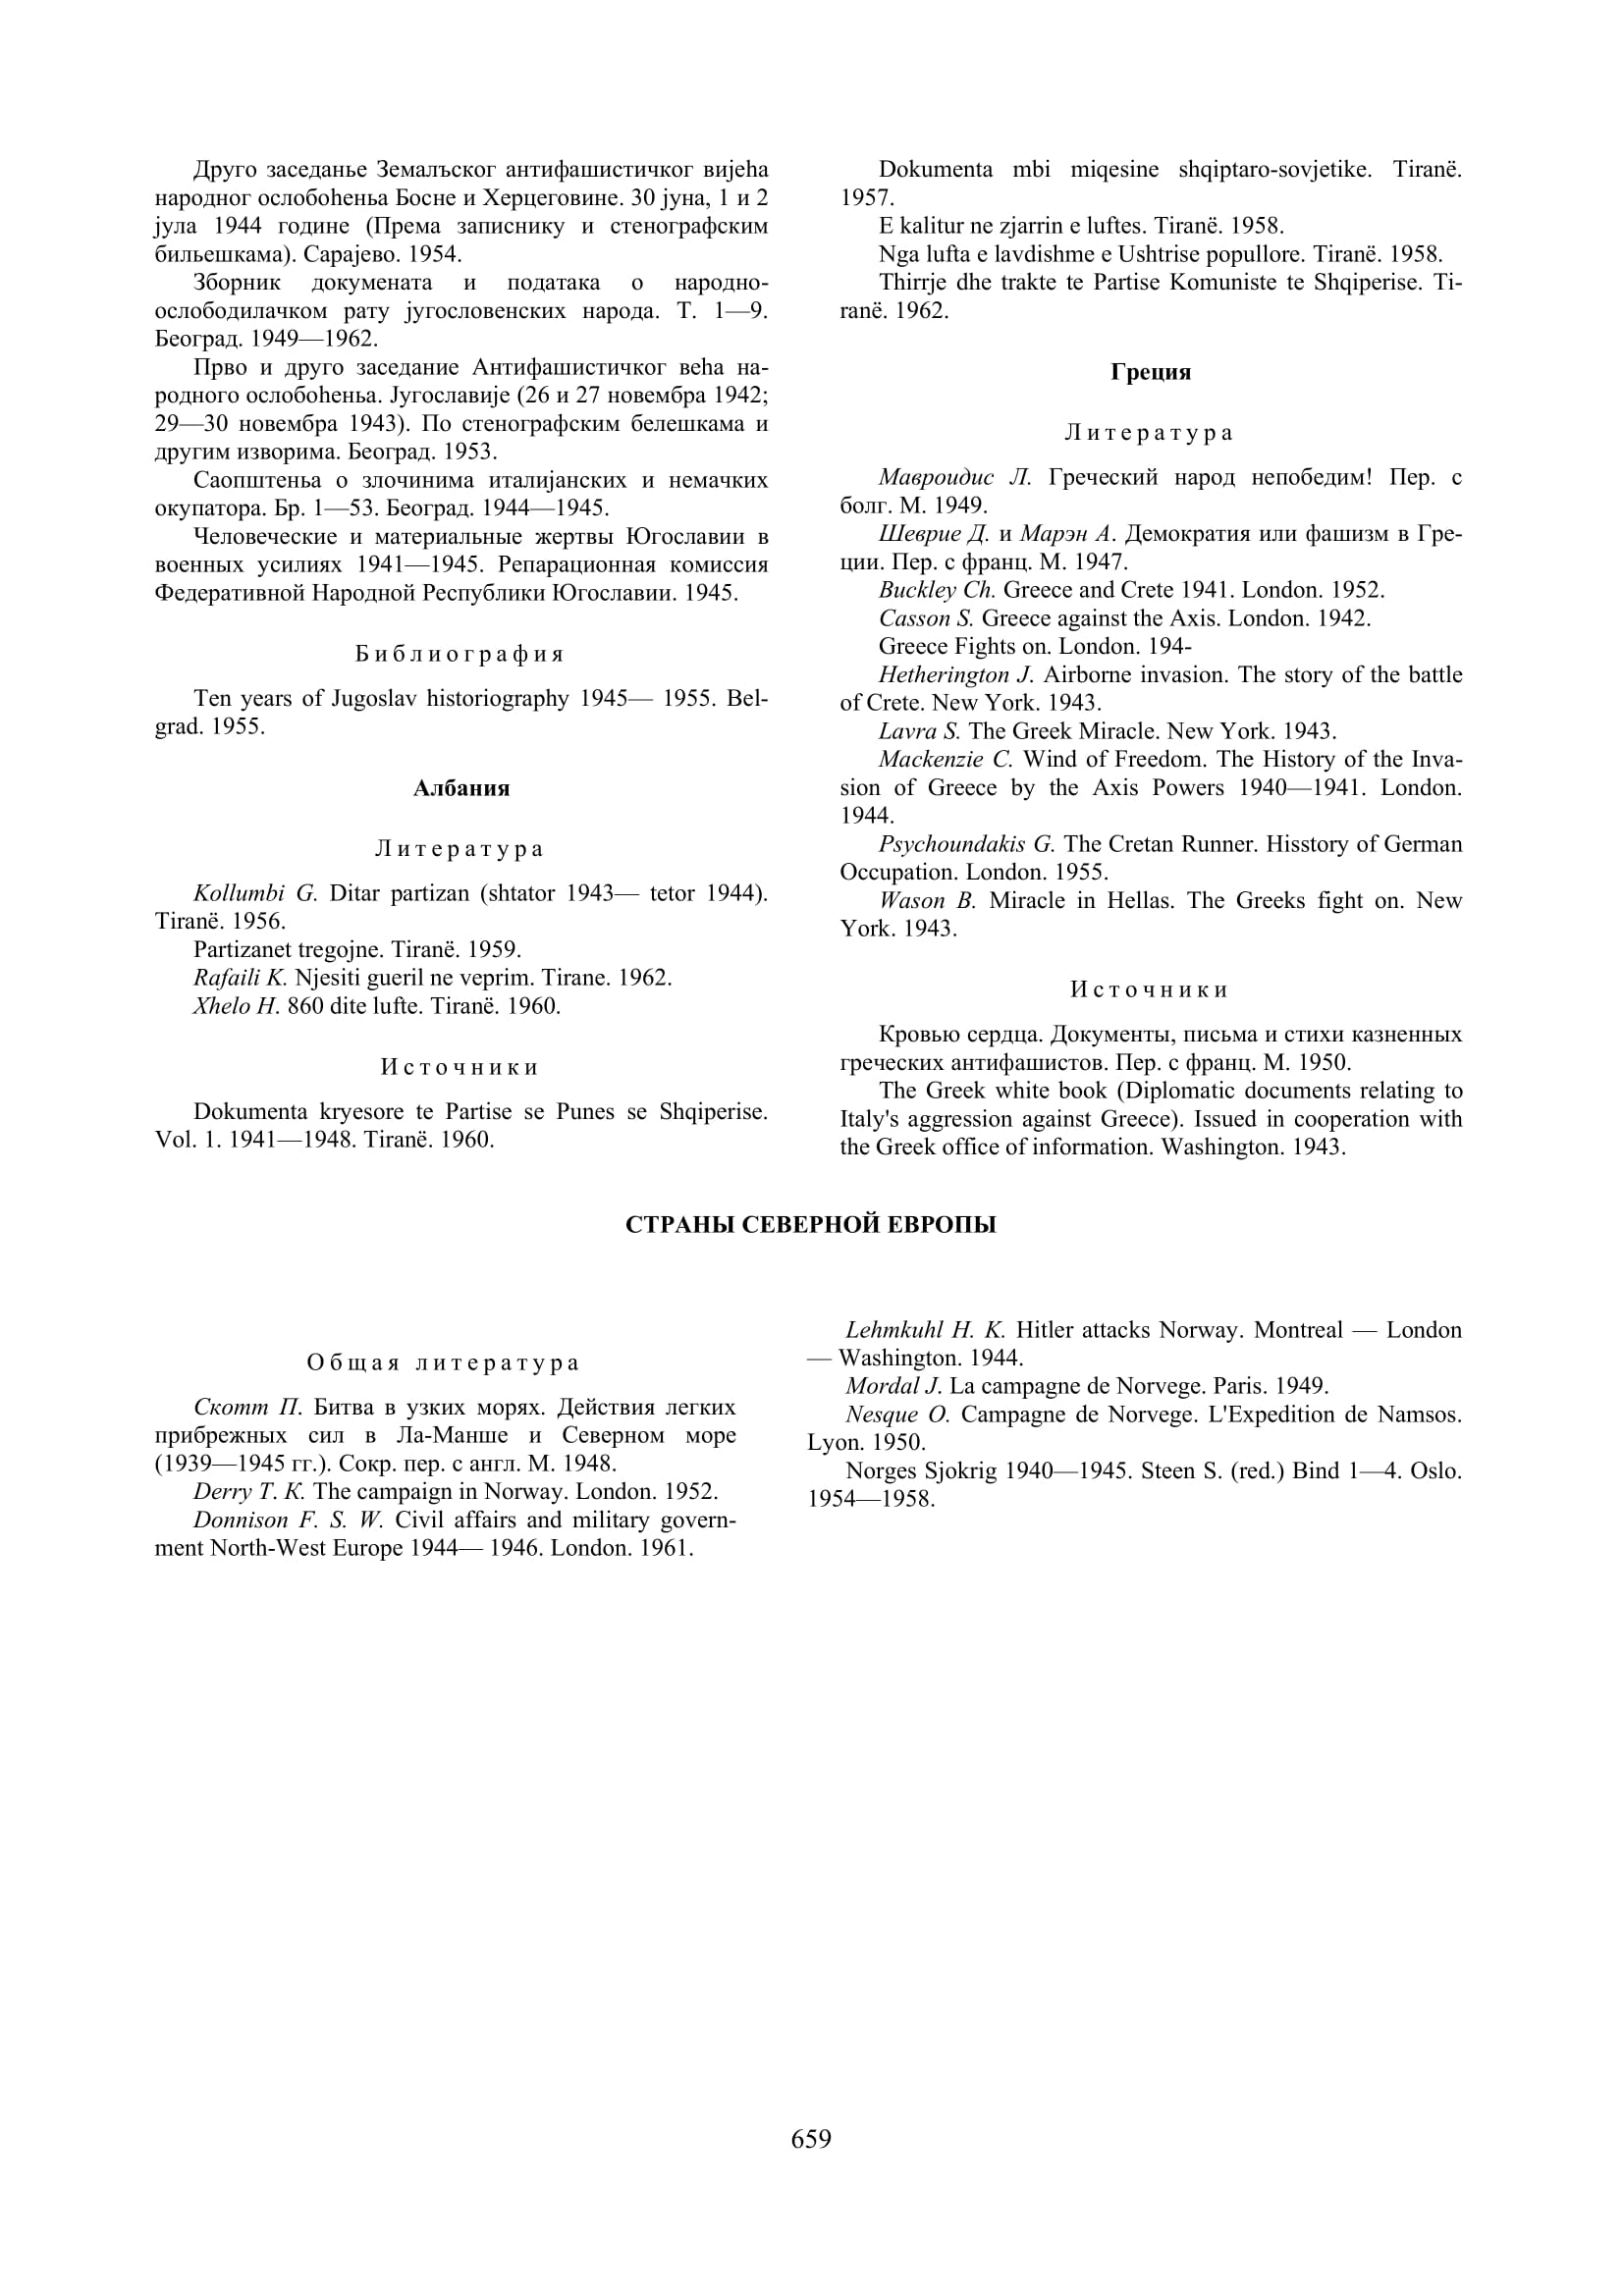 Друго заседанье Земалъског антифашистичког вијећа
народног ослобоћенья Босне и Херцеговине. 30 јуна, 1 и 2
јула 1944 године (Према записнику и стенографским
бильешкама). Сарајево. 1954.
Зборник докумената и података о народно-
ослободилачком рату југословенских народа. Т. 1—9.
Београд. 1949—1962.
Прво и друго заседание Антифашистичког већа на-
родного ослобоћенья. Југославије (26 и 27 новембра 1942;
29—30 новембра 1943). По стенографским белешкама и
другим изворима. Београд. 1953.
Саопштенья о злочинима италијанских и немачких
окупатора. Бр. 1—53. Београд. 1944—1945.
Человеческие и материальные жертвы Югославии в
военных усилиях 1941—1945. Репарационная комиссия
Федеративной Народной Республики Югославии. 1945.
Библиография
Ten years of Jugoslav historiography 1945— 1955. Bel-
grad. 1955.
Албания
Литература
Kollumbi G. Ditar partizan (shtator 1943— tetor 1944).
Tiranë. 1956.
Partizanet tregojne. Tiranë. 1959.
Rafaili K. Njesiti gueril ne veprim. Tirane. 1962.
Xhelo H. 860 dite lufte. Tiranë. 1960.
Источники
Dokumenta kryesore te Partise se Punes se Shqiperise.
Vol. 1. 1941—1948. Tiranë. 1960.
Dokumenta mbi miqesine shqiptaro-sovjetike. Tiranë.
1957.
E kalitur ne zjarrin e luftes. Tiranë. 1958.
Nga lufta e lavdishme e Ushtrise popullore. Tiranë. 1958.
Thirrje dhe trakte te Partise Komuniste te Shqiperise. Ti-
ranë. 1962.
Греция
Литература
Мавроидис Л. Греческий народ непобедим! Пер. с
болг. М. 1949.
Шеврие Д. и Марэн А. Демократия или фашизм в Гре-
ции. Пер. с франц. М. 1947.
Buckley Ch. Greece and Crete 1941. London. 1952.
Casson S. Greece against the Axis. London. 1942.
Greece Fights on. London. 194-
Hetherington J. Airborne invasion. The story of the battle
of Crete. New York. 1943.
Lavra S. The Greek Miracle. New York. 1943.
Mackenzie C. Wind of Freedom. The History of the Inva-
sion of Greece by the Axis Powers 1940—1941. London.
1944.
Psychoundakis G. The Cretan Runner. Hisstory of German
Occupation. London. 1955.
Wason B. Miracle in Hellas. The Greeks fight on. New
York. 1943.
Источники
Кровью сердца. Документы, письма и стихи казненных
греческих антифашистов. Пер. с франц. М. 1950.
The Greek white book (Diplomatic documents relating to
Italy's aggression against Greece). Issued in cooperation with
the Greek office of information. Washington. 1943.
СТРАНЫ СЕВЕРНОЙ ЕВРОПЫ
Общая литература
Скотт П. Битва в узких морях. Действия легких
прибрежных сил в Ла-Манше и Северном море
(1939—1945 гг.). Сокр. пер. с англ. М. 1948.
Derry T. K. The campaign in Norway. London. 1952.
Donnison F. S. W. Civil affairs and military govern-
ment North-West Europe 1944— 1946. London. 1961.
Lehmkuhl H. K. Hitler attacks Norway. Montreal — London
— Washington. 1944.
Mordal J. La campagne de Norvege. Paris. 1949.
Nesque O. Campagne de Norvege. L'Expedition de Namsos.
Lyon. 1950.
Norges Sjokrig 1940—1945. Steen S. (red.) Bind 1—4. Oslo.
1954—1958.
659